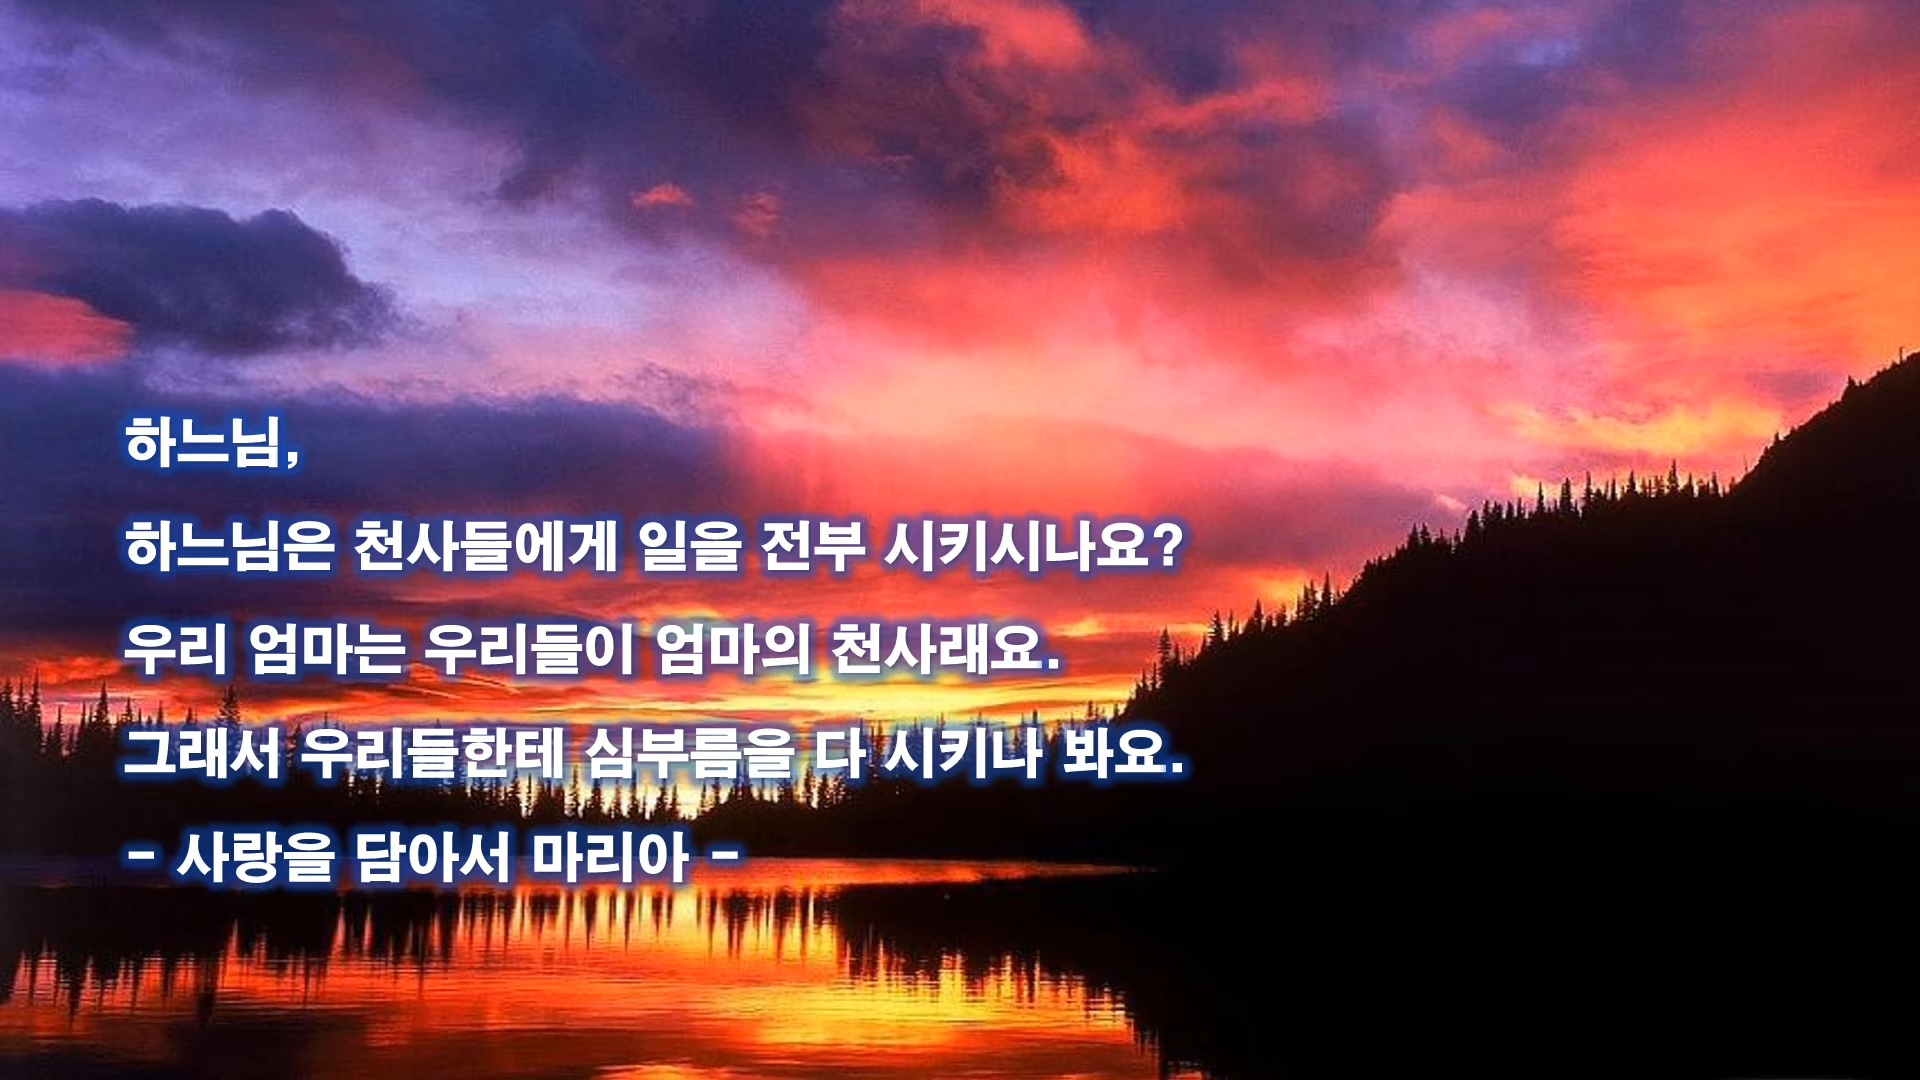 하느님,
하느님은 천사들에게 일을 전부 시키시나요?
우리 엄마는 우리들이 엄마의 천사래요.
그래서 우리들한테 심부름을 다 시키나 봐요.
- 사랑을 담아서 마리아 -